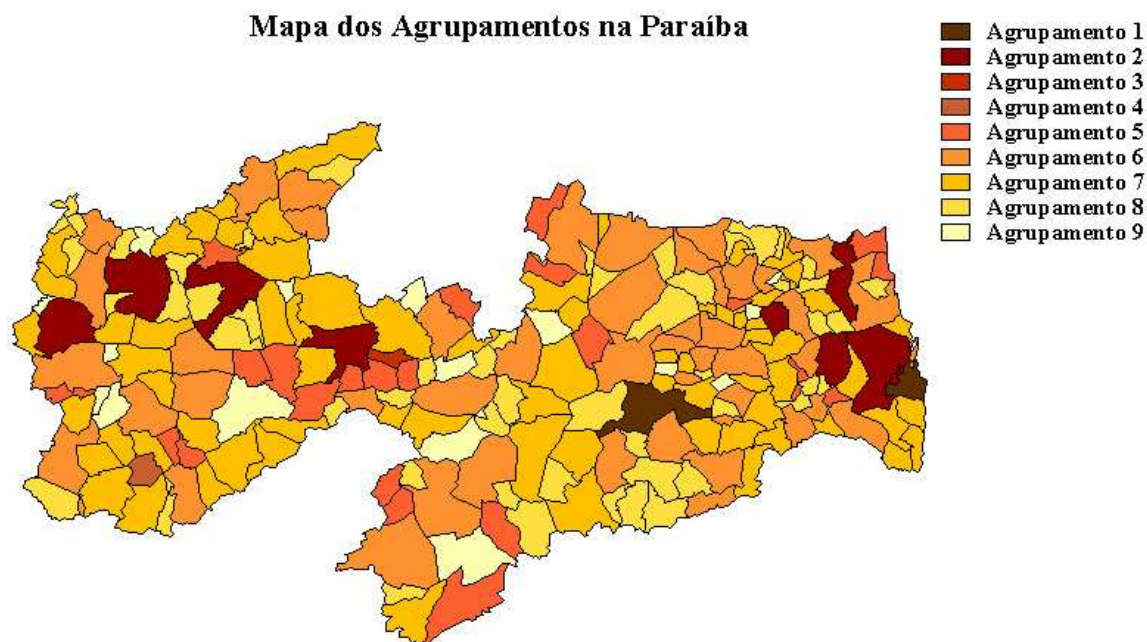 Mapa dos Agrupamentos na Paraíba
Agrupamento 1
Agrupamento 2
Agrupamento 3
Agrupamento 4
Agrupamento 5
Agrupamento 6
Agrupamento 7
Agrupamento 8
Agrupamento 9